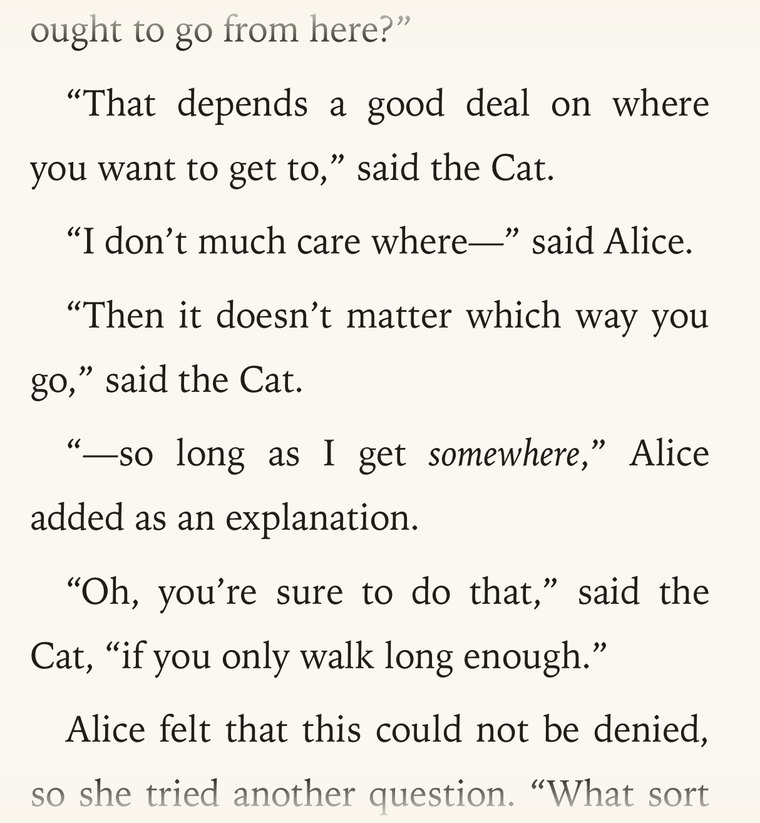 ought to go from here?”
“That depends a good deal on where
you want to get to,” said the Cat.
“I don’t much care where—” said Alice.
“Then it doesn’t matter which way you
go,” said the Cat.
“—so long as I get somewhere,” Alice
added as an explanation.
“Oh, you’re sure to do that,” said the
Cat, “if you only walk long enough.”
Alice felt that this could not be denied,
so she tried another question. “What sort